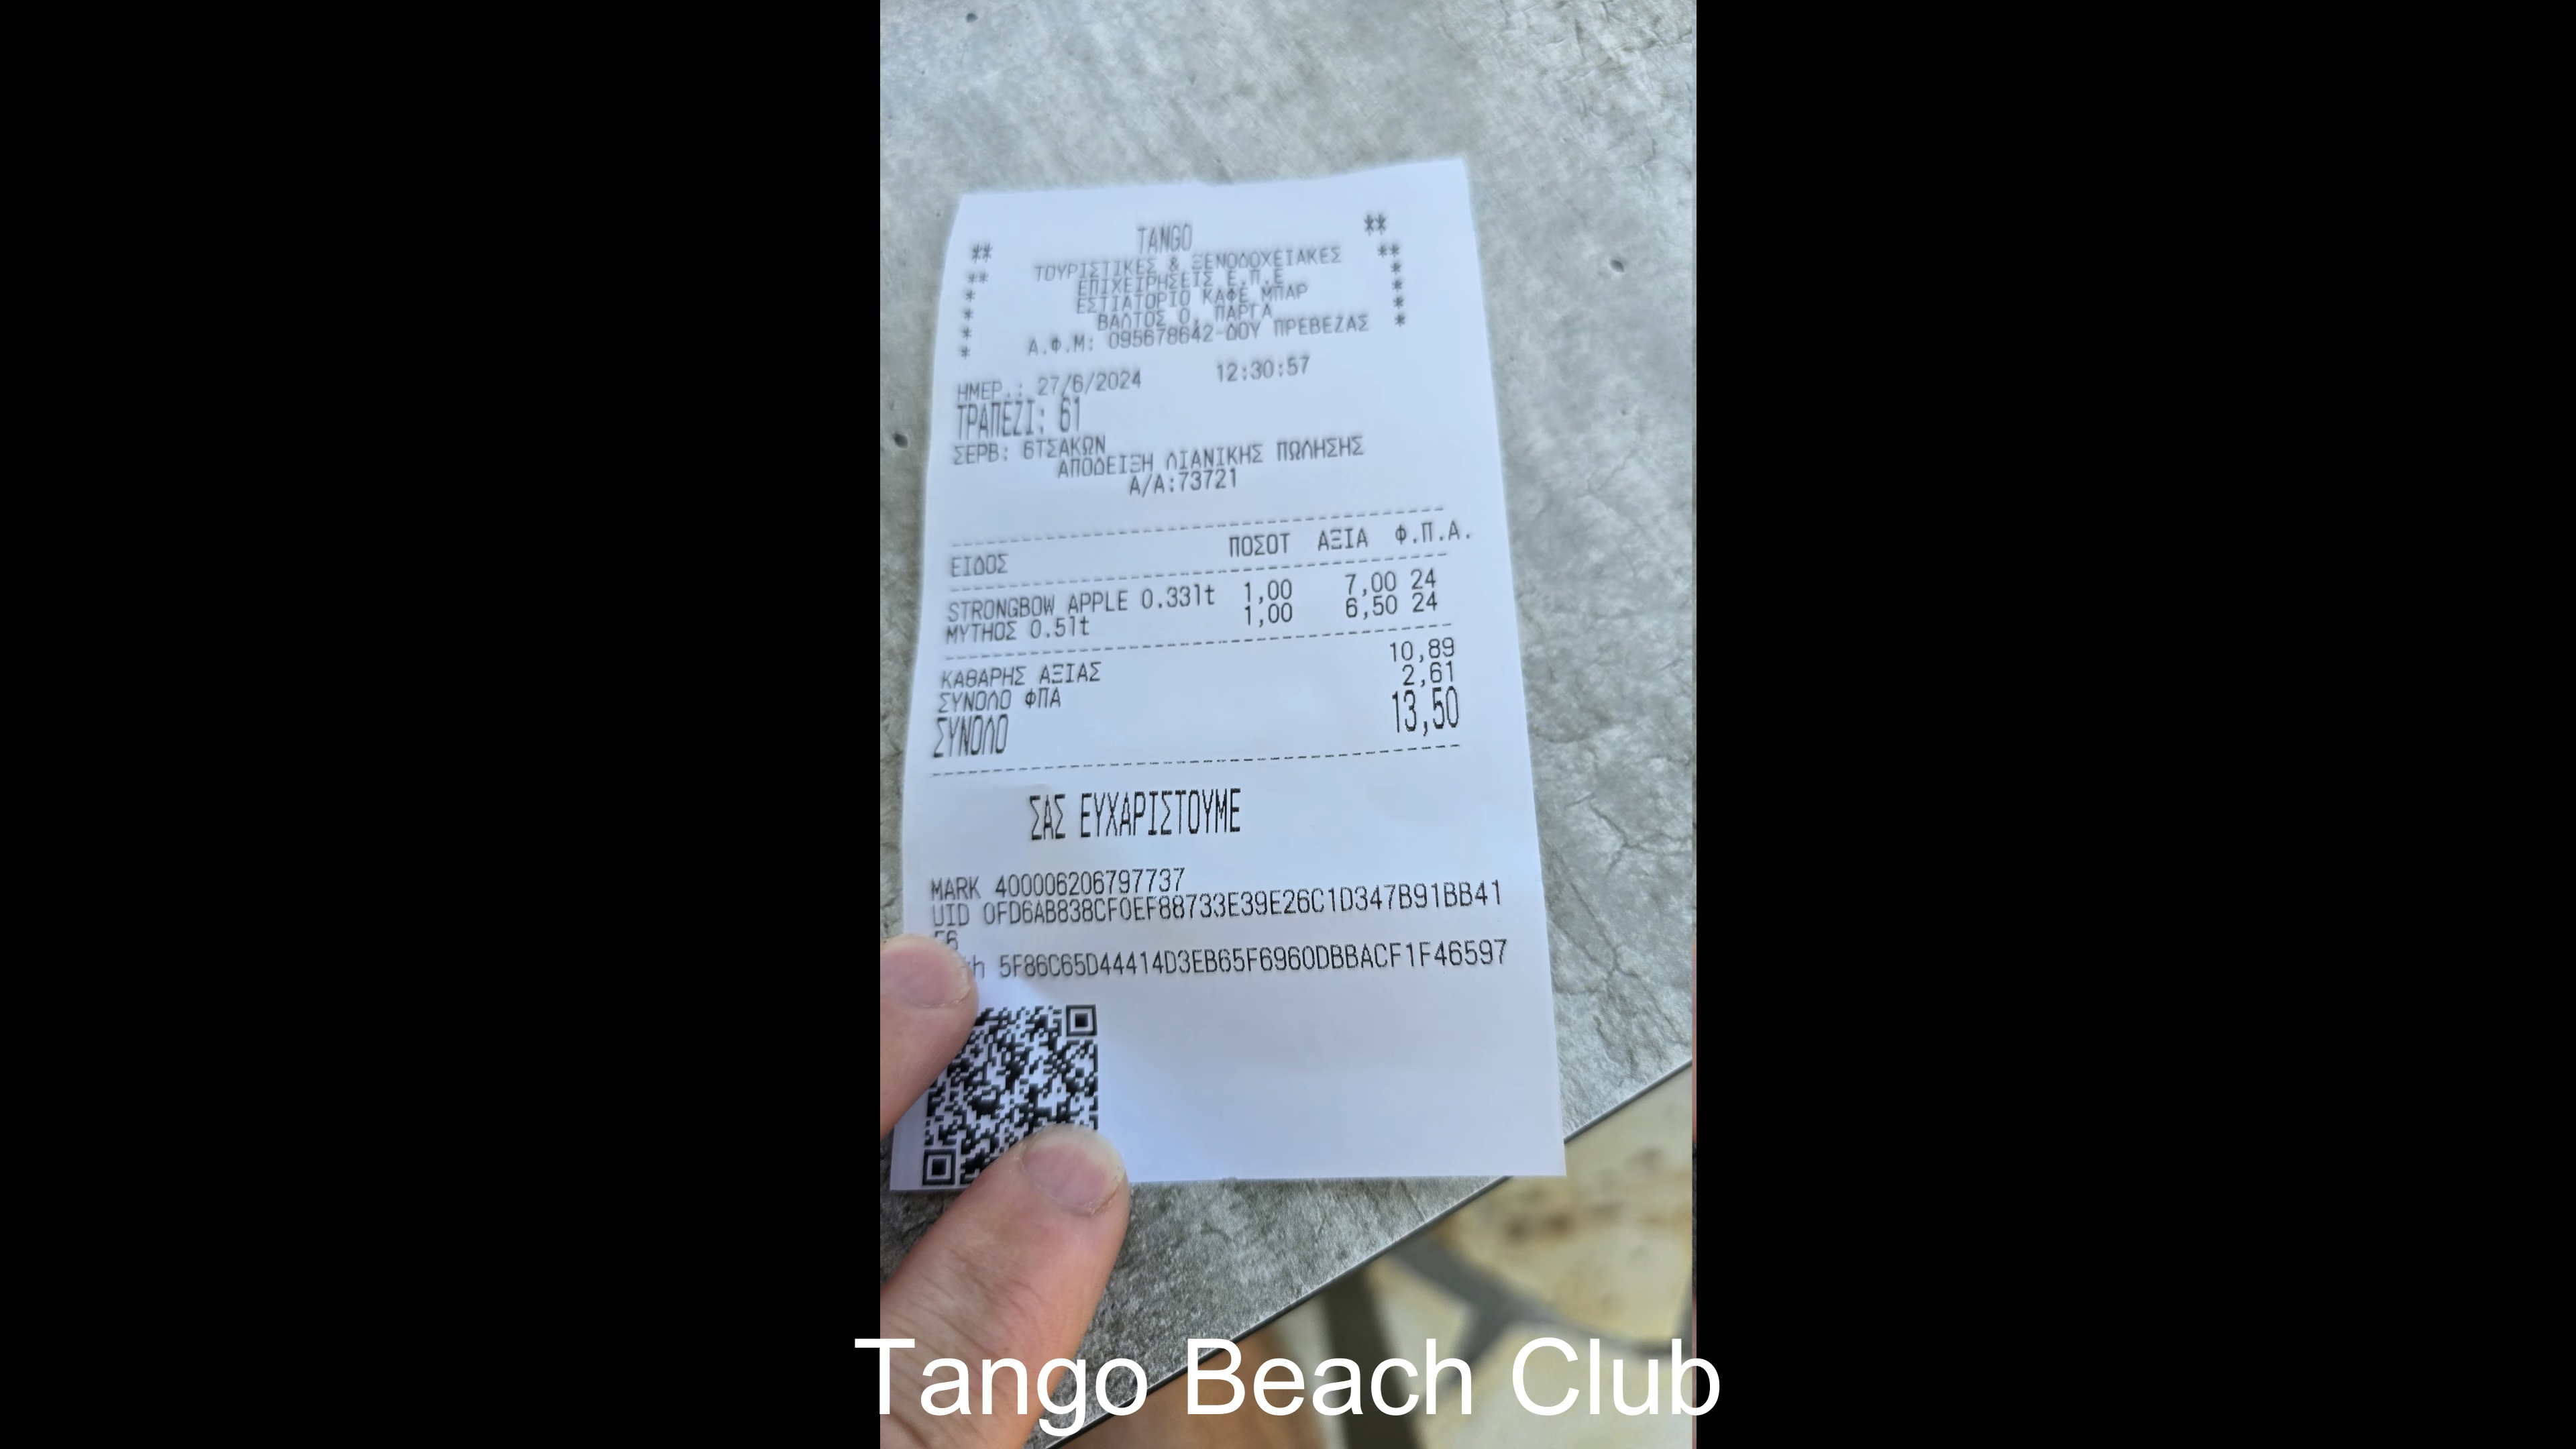 ** TANGO **
** ΤΟΥΡΙΣΤΙΚΕΣ & ΞΕΝΟΔΟΧΕΙΑΚΕΣ **
* ΕΠΙΧΕΙΡΗΣΕΙΣ Ε.Π.Ε *
* ΕΣΤΙΑΤΟΡΙΟ ΚΑΦΕ ΜΠΑΡ *
* ΒΑΛΤΟΣ 0, ΠΑΡΓΑ *
* Α.Φ.Μ: 095678642-ΔΟΥ ΠΡΕΒΕΖΑΣ *
ΗΜΕΡ.: 27/6/2024 12:30:57
ΤΡΑΠΕΖΙ: 61
ΣΕΡΒ: 6ΤΣΑΚΩΝ
ΑΠΟΔΕΙΞΗ ΛΙΑΝΙΚΗΣ ΠΩΛΗΣΗΣ
Α/Α:73721
ΕΙΔΟΣ ΠΟΣΟΤ ΑΞΙΑ Φ.Π.Α.
STRONGBOW APPLE 0.33lt 1,00 7,00 24
ΜΥΤΗΟΣ 0.5lt 1,00 6,50 24
ΚΑΘΑΡΗΣ ΑΞΙΑΣ 10,89
ΣΥΝΟΛΟ ΦΠΑ 2,61
ΣΥΝΟΛΟ 13,50
ΣΑΣ ΕΥΧΑΡΙΣΤΟΥΜΕ
MARK 400006206797737
UID 0FD6AB838CF0EF88733E39E26C1D347B91BB41
5F86C65D44414D3EB65F6960DBBACF1F46597
Tango Beach Club